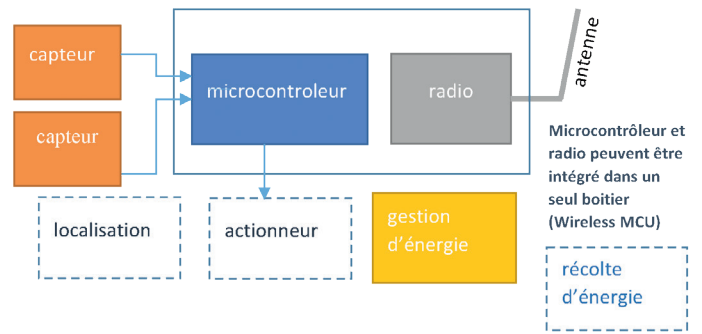 capteur
capteur
microcontroleur
radio
antenne
Microcontrôleur et
radio peuvent être
intégré dans un
seul boitier
(Wireless MCU)
localisation
actionneur
gestion
d'énergie
récolte
d'énergie